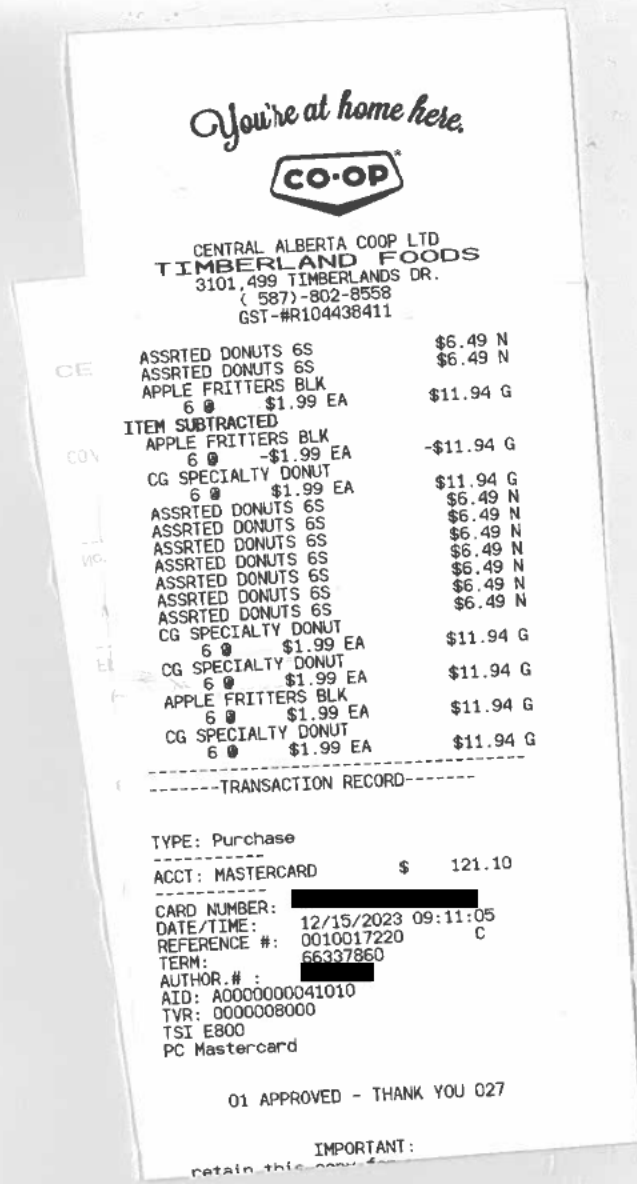 You're at home here.
CO-OP
CENTRAL ALBERTA COOP LTD
TIMBERLAND FOODS
3101,499 TIMBERLANDS DR.
( 587)-802-8558
GST-#R104438411
ASSRTED DONUTS 6S $6.49 N
ASSRTED DONUTS 6S $6.49 N
APPLE FRITTERS BLK
6 @ $1.99 EA $11.94 G
ITEM SUBTRACTED
APPLE FRITTERS BLK
6 @ -$1.99 EA -$11.94 G
CG SPECIALTY DONUT
6 @ $1.99 EA $11.94 G
ASSRTED DONUTS 6S $6.49 N
ASSRTED DONUTS 6S $6.49 N
ASSRTED DONUTS 6S $6.49 N
ASSRTED DONUTS 6S $6.49 N
ASSRTED DONUTS 6S $6.49 N
ASSRTED DONUTS 6S $6.49 N
ASSRTED DONUTS 6S $6.49 N
CG SPECIALTY DONUT
6 @ $1.99 EA $11.94 G
CG SPECIALTY DONUT
6 @ $1.99 EA $11.94 G
APPLE FRITTERS BLK
6 @ $1.99 EA $11.94 G
CG SPECIALTY DONUT
6 @ $1.99 EA $11.94 G
-------TRANSACTION RECORD-------
TYPE: Purchase
ACCT: MASTERCARD $ 121.10
CARD NUMBER:
DATE/TIME: 12/15/2023 09:11:05
REFERENCE #: 0010017220 C
TERM: 66337860
AUTHOR.# :
AID: A0000000041010
TVR: 0000008000
TSI E800
PC Mastercard
01 APPROVED - THANK YOU 027
IMPORTANT:
retain this copy for